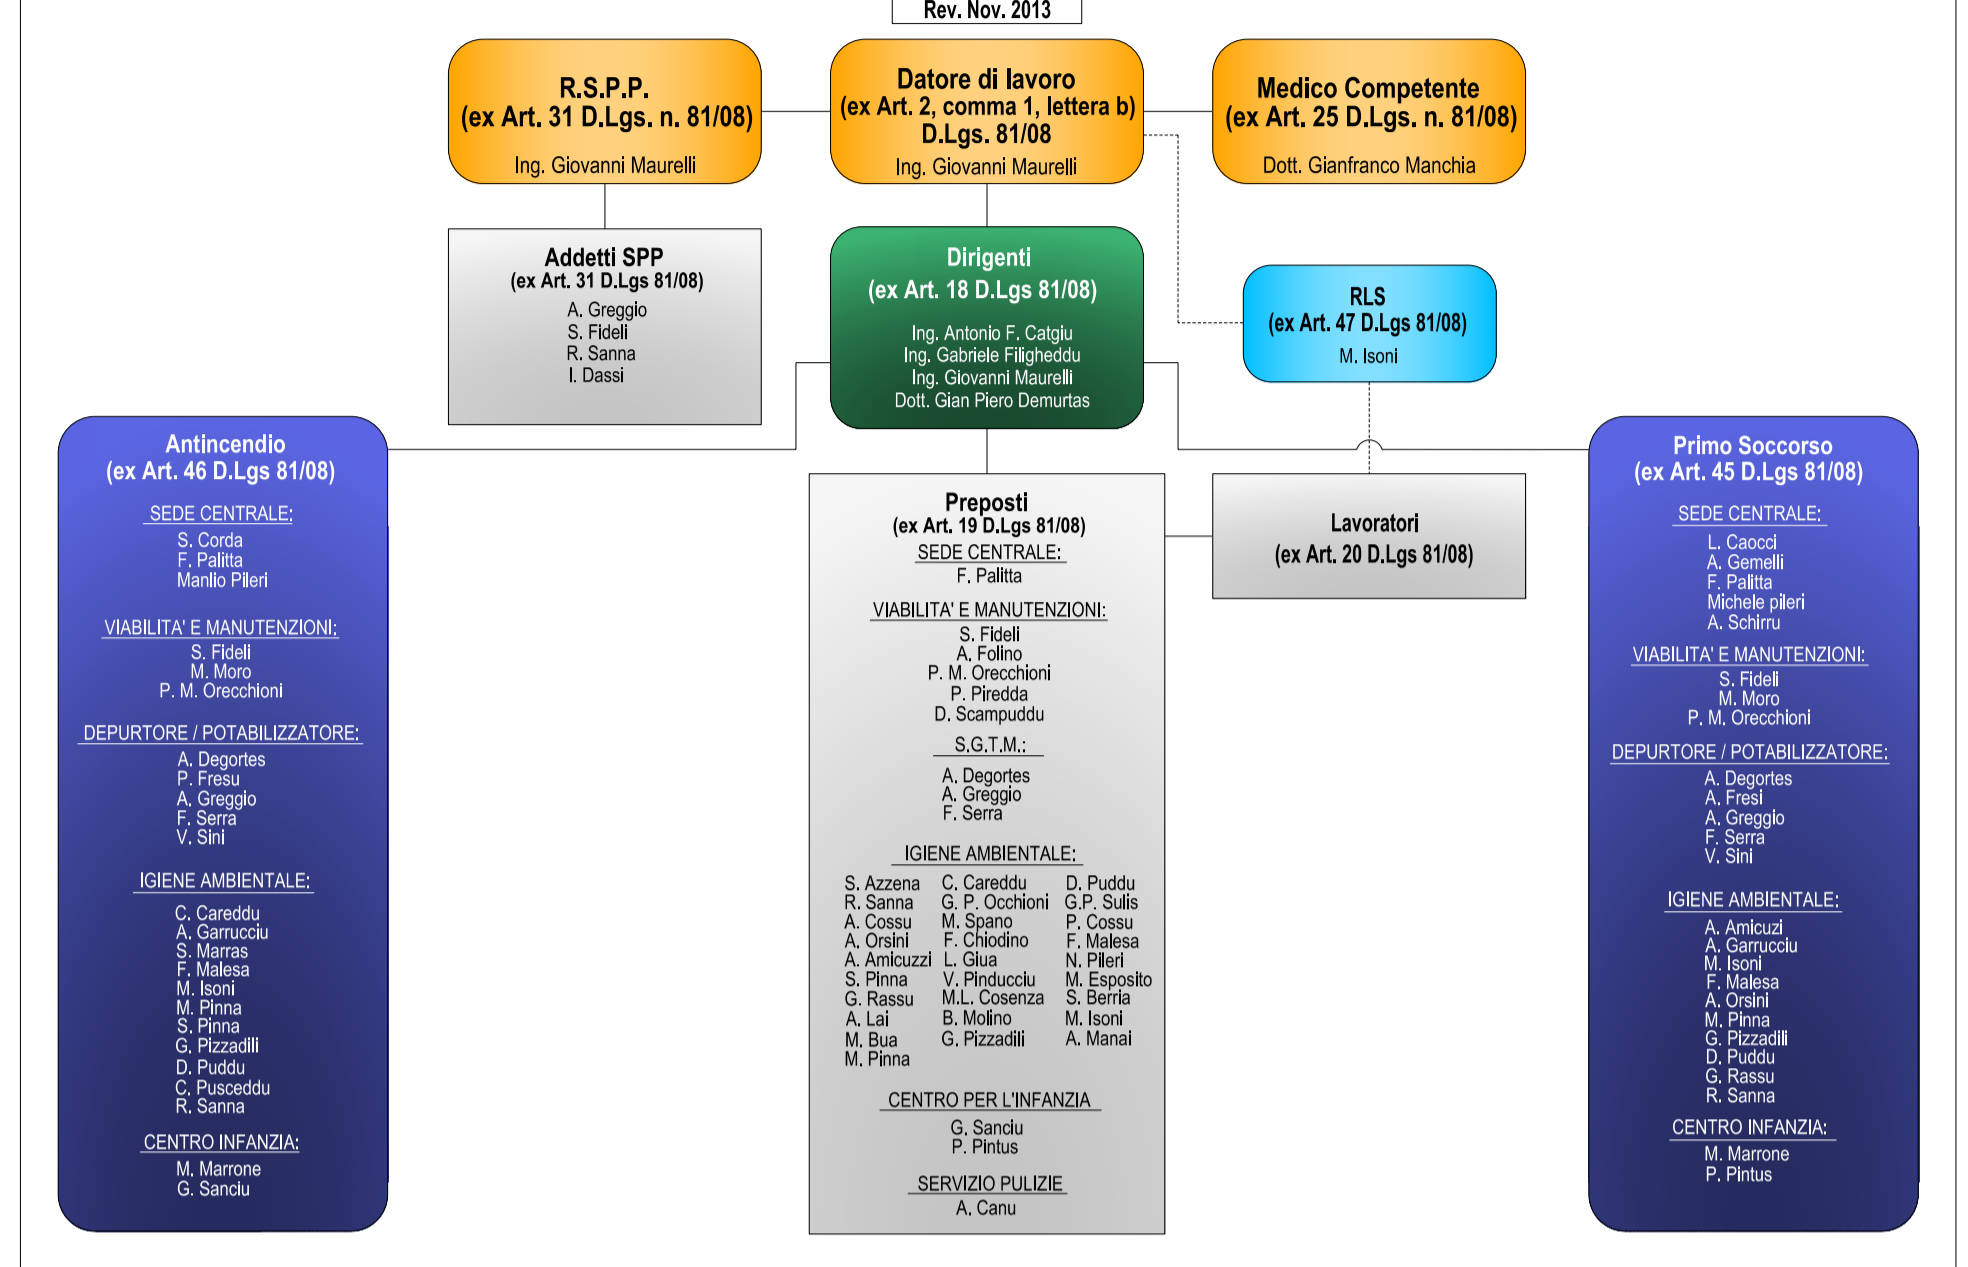 Rev. Nov. 2013
R.S.P.P.
(ex Art. 31 D.Lgs. n. 81/08)
Ing. Giovanni Maurelli
Datore di lavoro
(ex Art. 2, comma 1, lettera b)
D.Lgs. 81/08
Ing. Giovanni Maurelli
Medico Competente
(ex Art. 25 D.Lgs. n. 81/08)
Dott. Gianfranco Manchia
Addetti SPP
(ex Art. 31 D.Lgs 81/08)
A. Greggio
S. Fideli
R. Sanna
I. Dassi
Dirigenti
(ex Art. 18 D.Lgs 81/08)
Ing. Antonio F. Catgiu
Ing. Gabriele Filigheddu
Ing. Giovanni Maurelli
Dott. Gian Piero Demurtas
RLS
(ex Art. 47 D.Lgs 81/08)
M. Isoni
Antincendio
(ex Art. 46 D.Lgs 81/08)
SEDE CENTRALE:
S. Corda
F. Palitta
Manlio Pileri
VIABILITA' E MANUTENZIONI:
S. Fideli
M. Moro
P. M. Orecchioni
DEPURTORE / POTABILIZZATORE:
A. Degortes
P. Fresu
A. Greggio
F. Serra
V. Sini
IGIENE AMBIENTALE:
C. Careddu
A. Garrucciu
S. Marras
F. Malesa
M. Isoni
M. Pinna
S. Pinna
G. Pizzadili
D. Puddu
C. Pusceddu
R. Sanna
CENTRO INFANZIA:
M. Marrone
G. Sanciu
Preposti
(ex Art. 19 D.Lgs 81/08)
SEDE CENTRALE:
F. Palitta
VIABILITA' E MANUTENZIONI:
S. Fideli
A. Folino
P. M. Orecchioni
P. Piredda
D. Scampuddu
S.G.T.M.:
A. Degortes
A. Greggio
F. Serra
IGIENE AMBIENTALE:
S. Azzena C. Careddu D. Puddu
R. Sanna G. P. Occhioni G.P. Sulis
A. Cossu M. Spano P. Cossu
A. Orsini F. Chiodino F. Malesa
A. Amicuzzi L. Giua N. Pileri
S. Pinna V. Pinducciu M. Esposito
G. Rassu M.L. Cosenza S. Berria
A. Lai B. Molino M. Isoni
M. Bua G. Pizzadili A. Manai
M. Pinna
CENTRO PER L'INFANZIA
G. Sanciu
P. Pintus
SERVIZIO PULIZIE
A. Canu
Lavoratori
(ex Art. 20 D.Lgs 81/08)
Primo Soccorso
(ex Art. 45 D.Lgs 81/08)
SEDE CENTRALE:
L. Caocci
A. Gemelli
F. Palitta
Michele pileri
A. Schirru
VIABILITA' E MANUTENZIONI:
S. Fideli
M. Moro
P. M. Orecchioni
DEPURTORE / POTABILIZZATORE:
A. Degortes
A. Fresi
A. Greggio
F. Serra
V. Sini
IGIENE AMBIENTALE:
A. Amicuzi
A. Garrucciu
M. Isoni
F. Malesa
A. Orsini
M. Pinna
G. Pizzadili
D. Puddu
G. Rassu
R. Sanna
CENTRO INFANZIA:
M. Marrone
P. Pintus